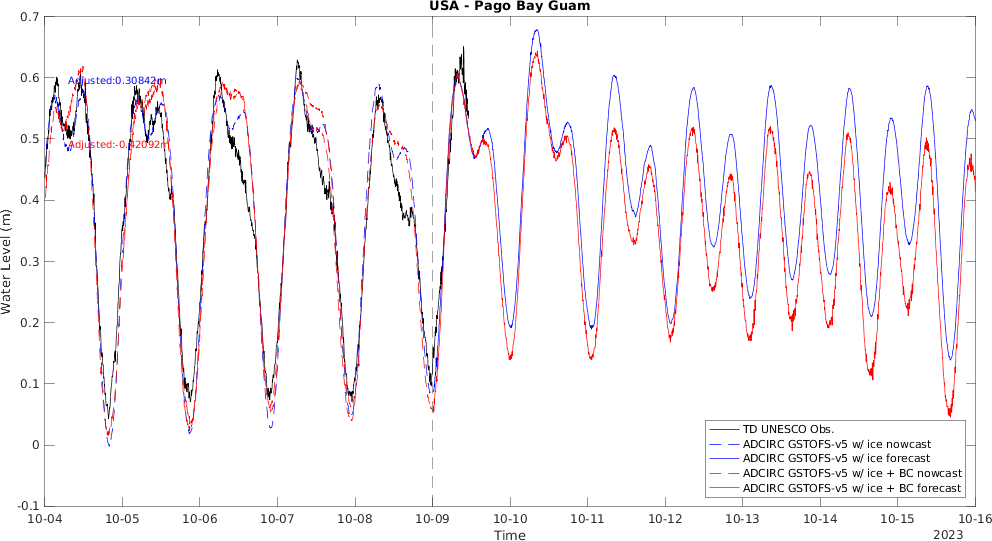 USA - Pago Bay Guam
0.7
0.6
0.5
0.4
0.3
0.2
0.1
0
-0.1
Water Level (m)
Adjusted:0.30842m
Adjusted:-0.42092m
TD UNESCO Obs.
ADCIRC GSTOFS-v5 w/ ice nowcast
ADCIRC GSTOFS-v5 w/ ice forecast
ADCIRC GSTOFS-v5 w/ ice + BC nowcast
ADCIRC GSTOFS-v5 w/ ice + BC forecast
10-04 10-05 10-06 10-07 10-08 10-09 10-10 10-11 10-12 10-13 10-14 10-15 10-16
Time
2023